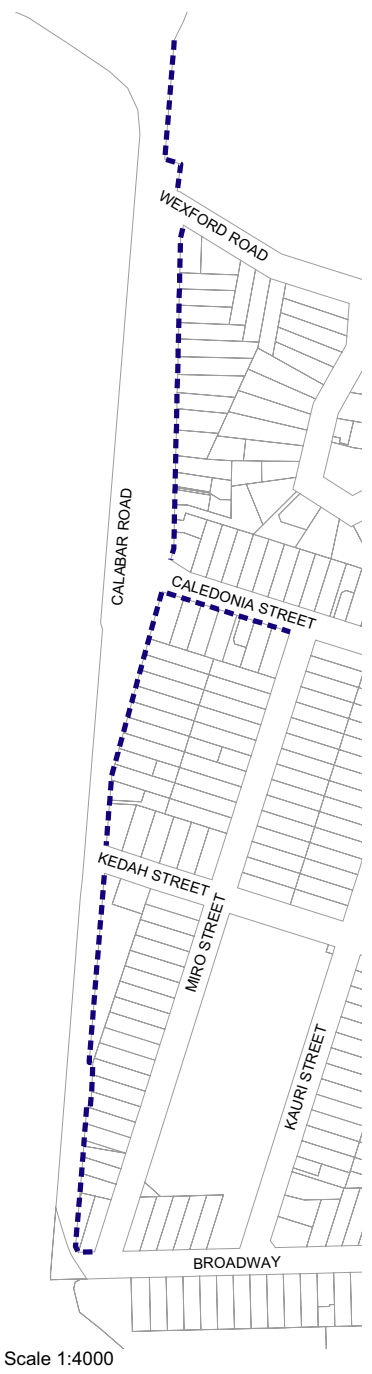 WEXFORD ROAD
CALABAR ROAD
CALEDONIA STREET
KEDAH STREET
MIRO STREET
KAURI STREET
BROADWAY
Scale 1:4000